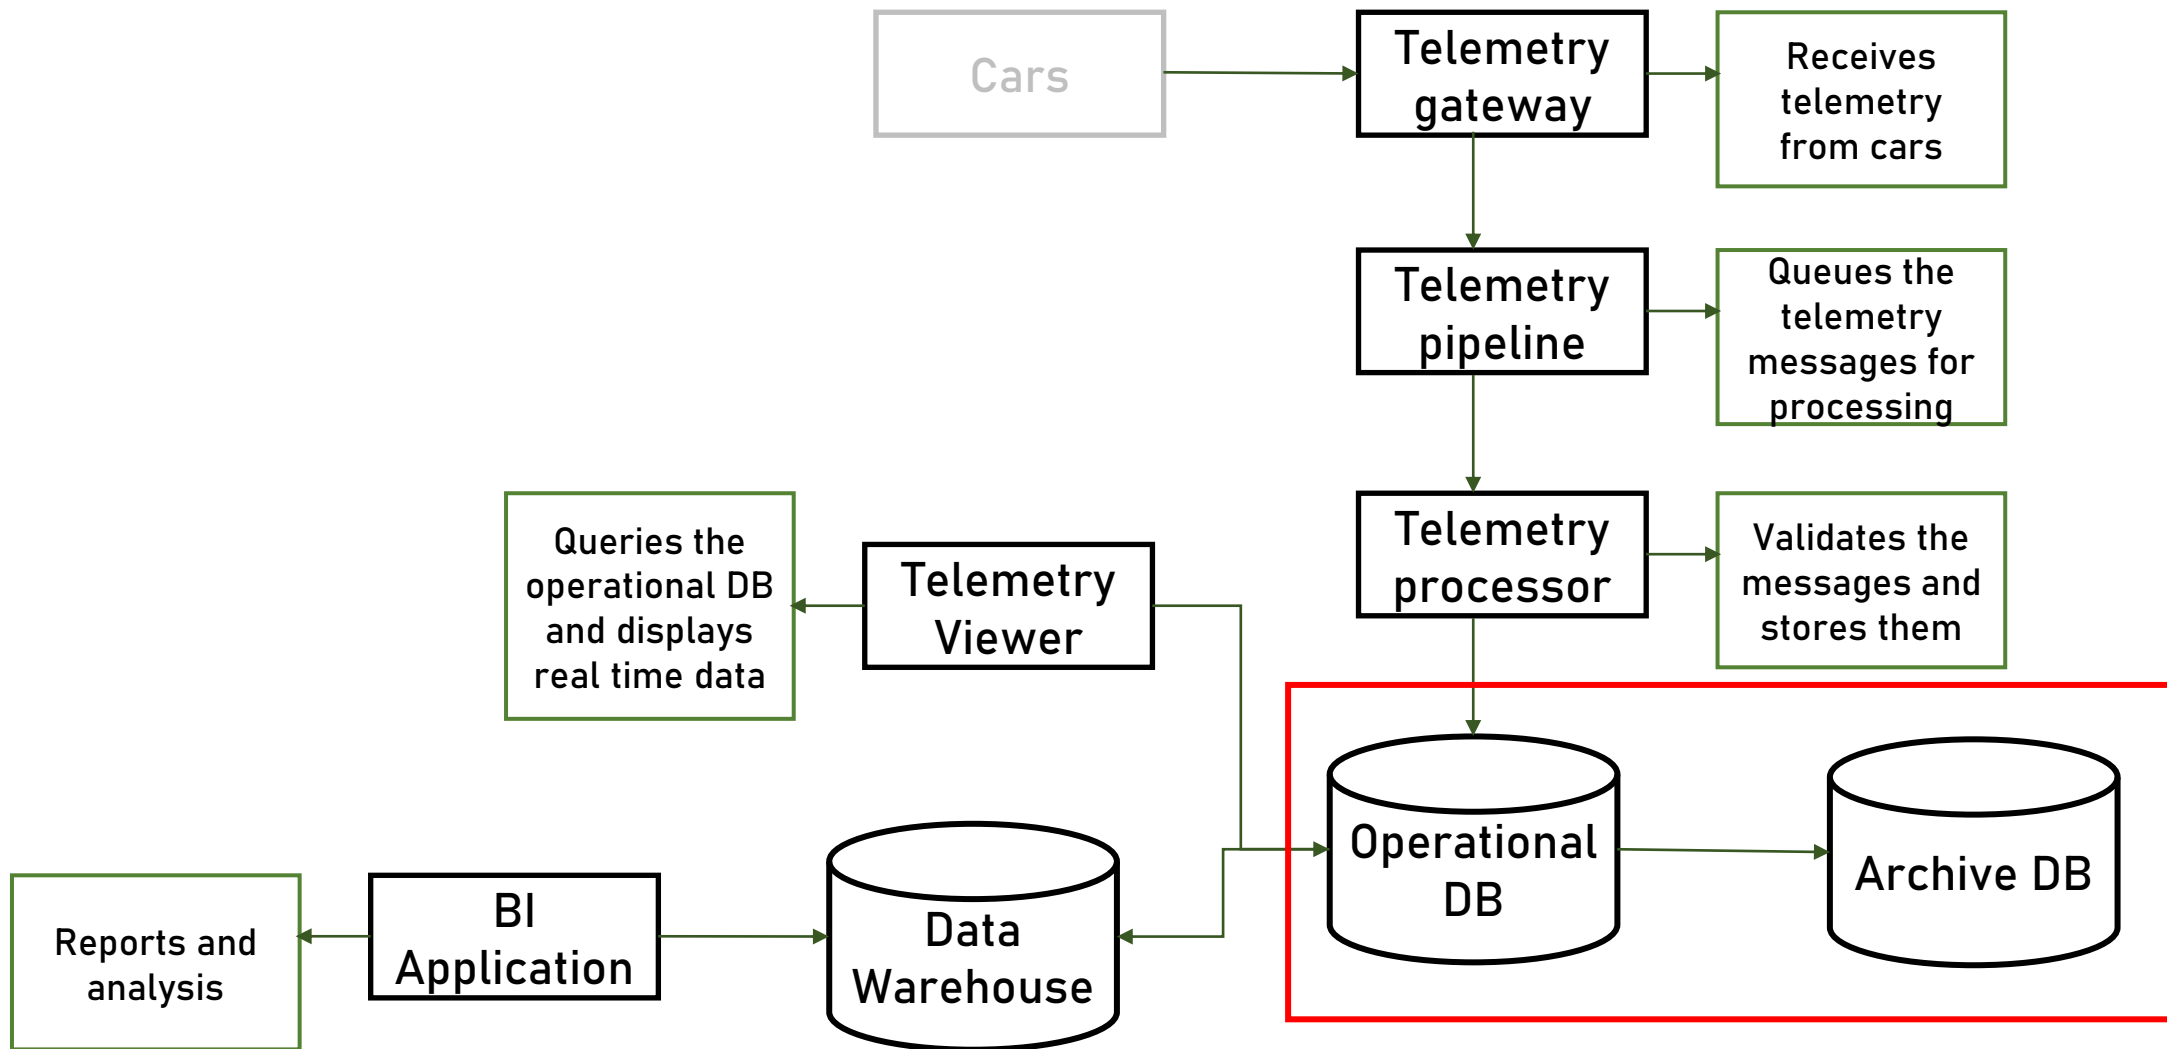 Cars
Telemetry
gateway
Receives
telemetry
from cars
Telemetry
pipeline
Queues the
telemetry
messages for
processing
Telemetry
processor
Validates the
messages and
stores them
Queries the
operational DB
and displays
real time data
Telemetry
Viewer
Operational
DB
Archive DB
Data
Warehouse
BI
Application
Reports and
analysis